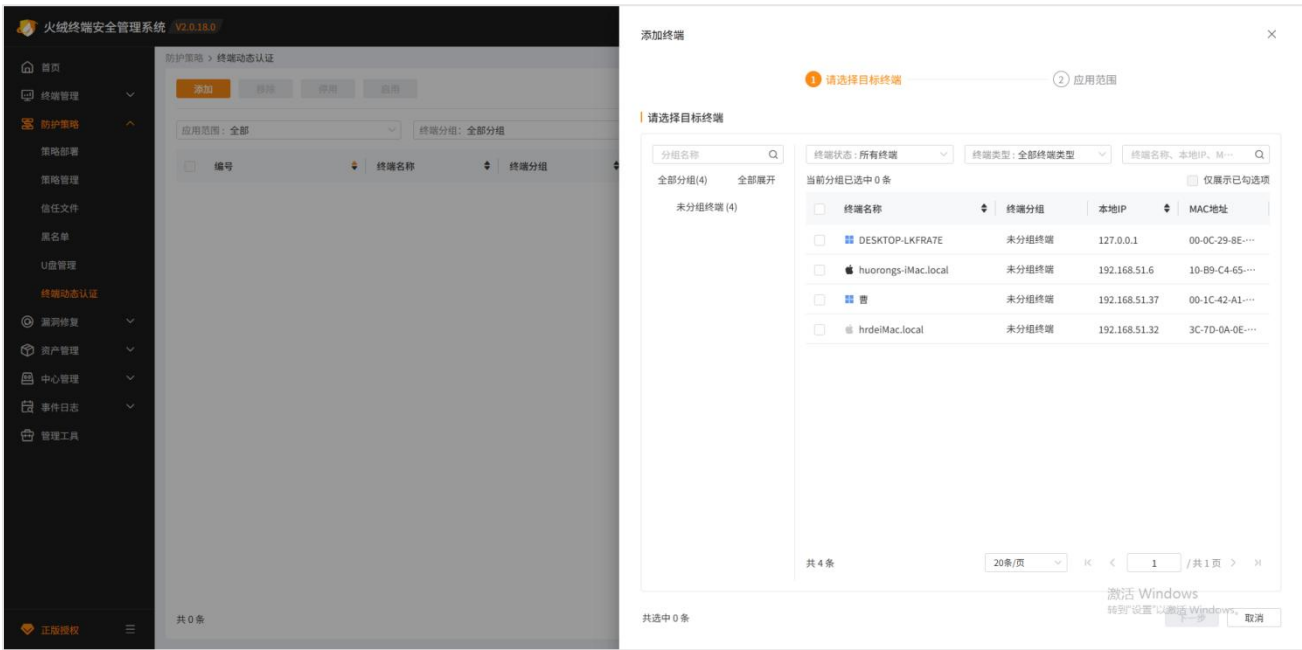 火绒终端安全管理系统 V2.0.18.0
首页
终端管理
防护策略
策略部署
策略管理
信任文件
黑名单
U盘管理
终端动态认证
漏洞修复
资产管理
中心管理
事件日志
管理工具
正版授权
防护策略 > 终端动态认证
添加 移除 停用 启用
应用范围: 全部 终端分组: 全部分组
编号 终端名称 终端分组
共 0 条
添加终端
1 请选择目标终端 2 应用范围
请选择目标终端
分组名称
全部分组(4) 全部展开
未分组终端 (4)
终端状态 : 所有终端 终端类型 : 全部终端类型 终端名称、本地IP、M…
当前分组已选中 0 条 仅展示已勾选项
终端名称 终端分组 本地IP MAC地址
DESKTOP-LKFRA7E 未分组终端 127.0.0.1 00-0C-29-8E-…
huorongs-iMac.local 未分组终端 192.168.51.6 10-B9-C4-65-…
曹 未分组终端 192.168.51.37 00-1C-42-A1-…
hrdeiMac.local 未分组终端 192.168.51.32 3C-7D-0A-0E-…
共 4 条 20条/页 1 / 共 1 页
激活 Windows
转到"设置"以激活 Windows。
共选中 0 条 下一步 取消